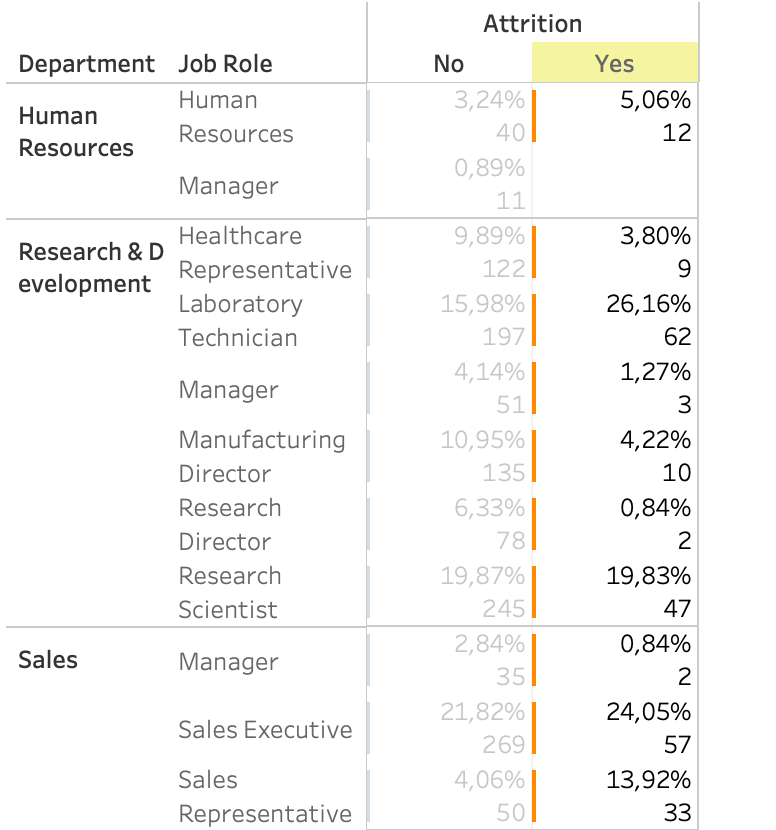 Attrition
Department Job Role No Yes
Human Resources Human Resources 3,24% 5,06%
40 12
Manager 0,89%
11
Research & Development Healthcare Representative 9,89% 3,80%
122 9
Laboratory Technician 15,98% 26,16%
197 62
Manager 4,14% 1,27%
51 3
Manufacturing Director 10,95% 4,22%
135 10
Research Director 6,33% 0,84%
78 2
Research Scientist 19,87% 19,83%
245 47
Sales Manager 2,84% 0,84%
35 2
Sales Executive 21,82% 24,05%
269 57
Sales Representative 4,06% 13,92%
50 33